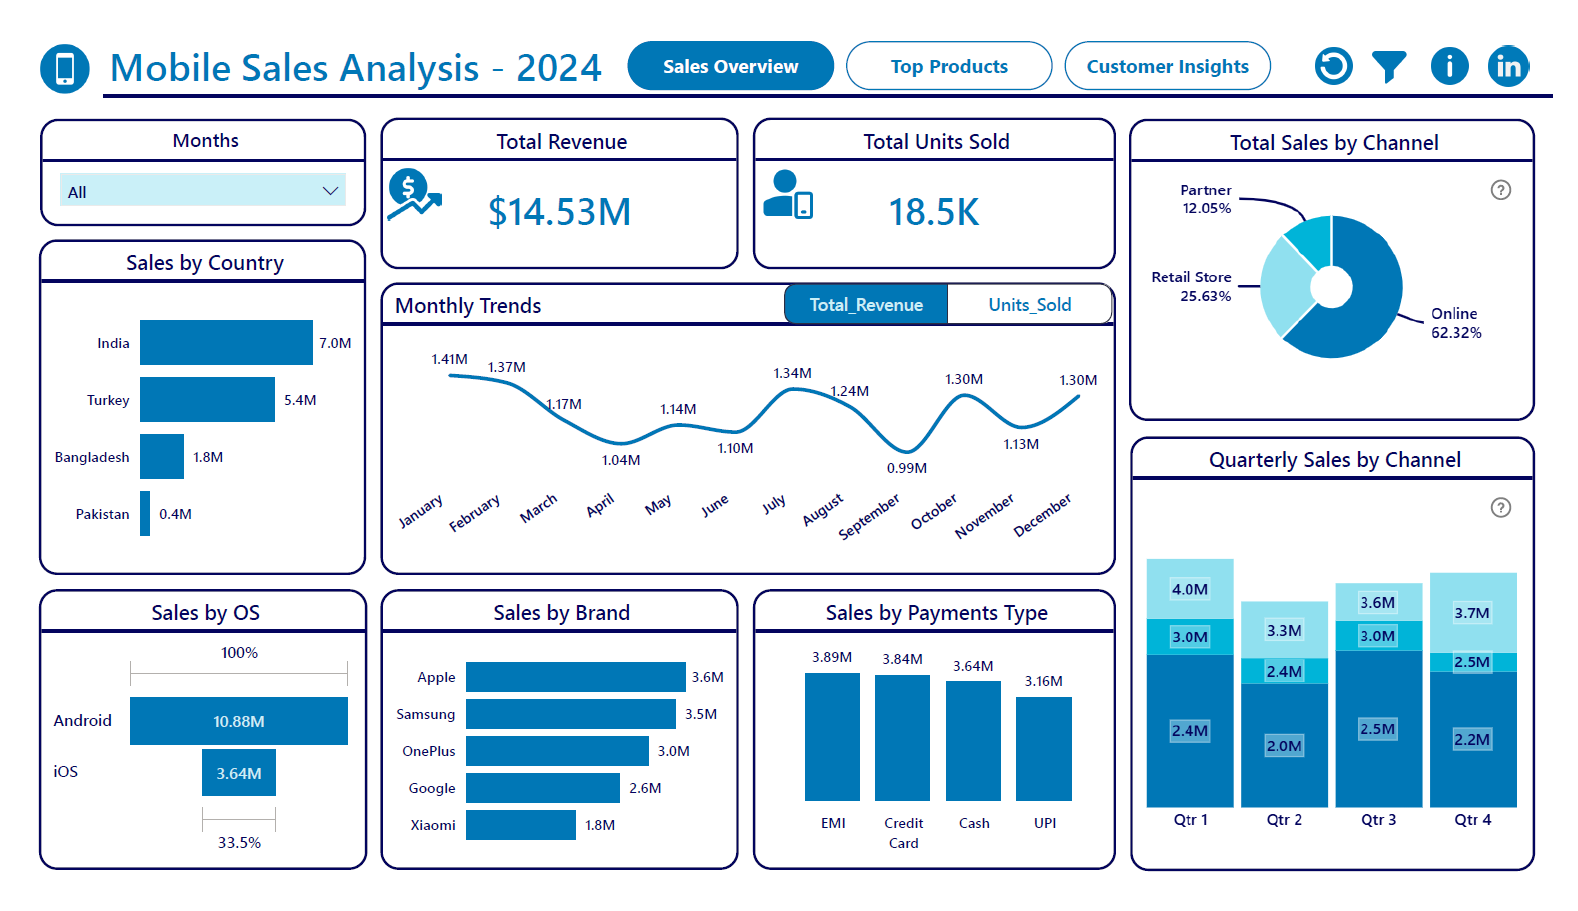 Mobile Sales Analysis - 2024
Sales Overview
Top Products
Customer Insights
i
in
Months
All
Total Revenue
$
$14.53M
Total Units Sold
18.5K
Total Sales by Channel
?
Partner
12.05%
Retail Store
25.63%
Online
62.32%
Sales by Country
India
7.0M
Turkey
5.4M
Bangladesh
1.8M
Pakistan
0.4M
Monthly Trends
Total_Revenue
Units_Sold
1.41M
1.37M
1.17M
1.04M
1.14M
1.10M
1.34M
1.24M
0.99M
1.30M
1.13M
1.30M
January
February
March
April
May
June
July
August
September
October
November
December
Quarterly Sales by Channel
?
4.0M
3.0M
2.4M
3.3M
2.4M
2.0M
3.6M
3.0M
2.5M
3.7M
2.5M
2.2M
Qtr 1
Qtr 2
Qtr 3
Qtr 4
Sales by OS
100%
Android
10.88M
iOS
3.64M
33.5%
Sales by Brand
Apple
3.6M
Samsung
3.5M
OnePlus
3.0M
Google
2.6M
Xiaomi
1.8M
Sales by Payments Type
3.89M
3.84M
3.64M
3.16M
EMI
Credit
Card
Cash
UPI